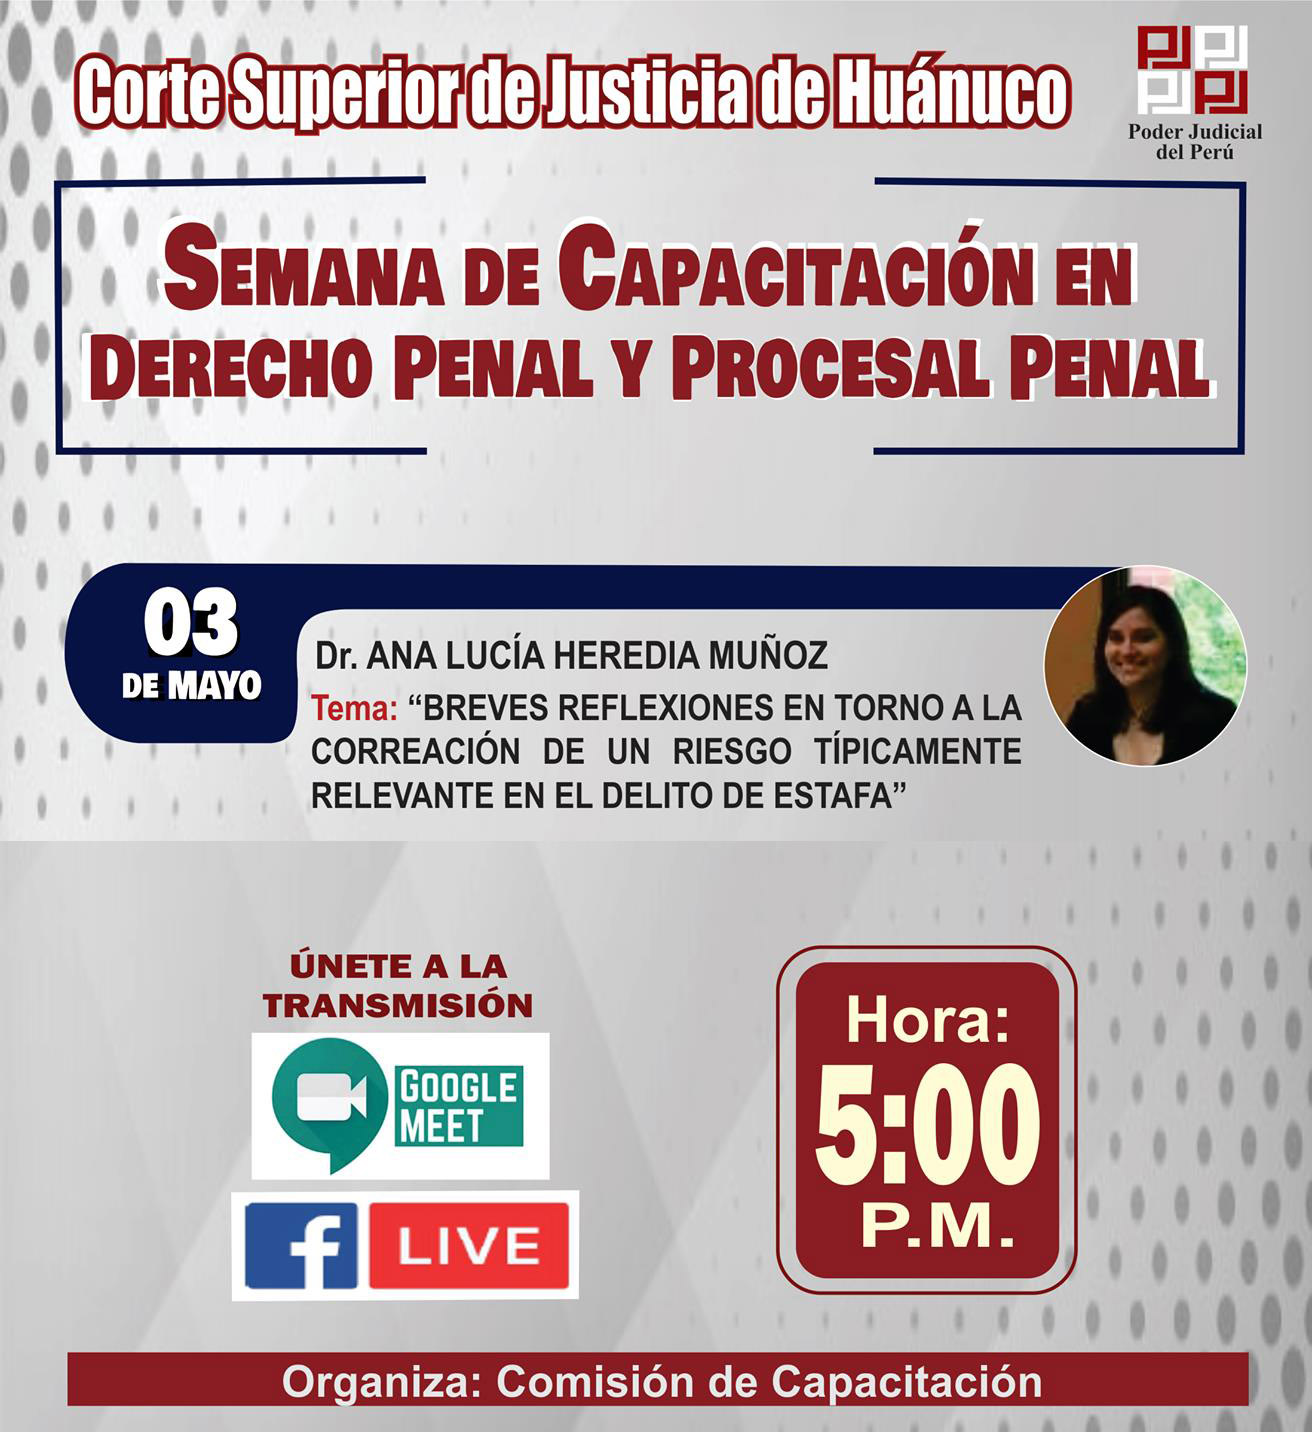 Corte Superior de Justicia de Huánuco
Poder Judicial
del Perú
SEMANA DE CAPACITACIÓN EN
DERECHO PENAL Y PROCESAL PENAL
03
DE MAYO
Dr. ANA LUCÍA HEREDIA MUÑOZ
Tema: “BREVES REFLEXIONES EN TORNO A LA
CORREACIÓN DE UN RIESGO TÍPICAMENTE
RELEVANTE EN EL DELITO DE ESTAFA”
ÚNETE A LA
TRANSMISIÓN
GOOGLE
MEET
f LIVE
Hora:
5:00
P.M.
Organiza: Comisión de Capacitación